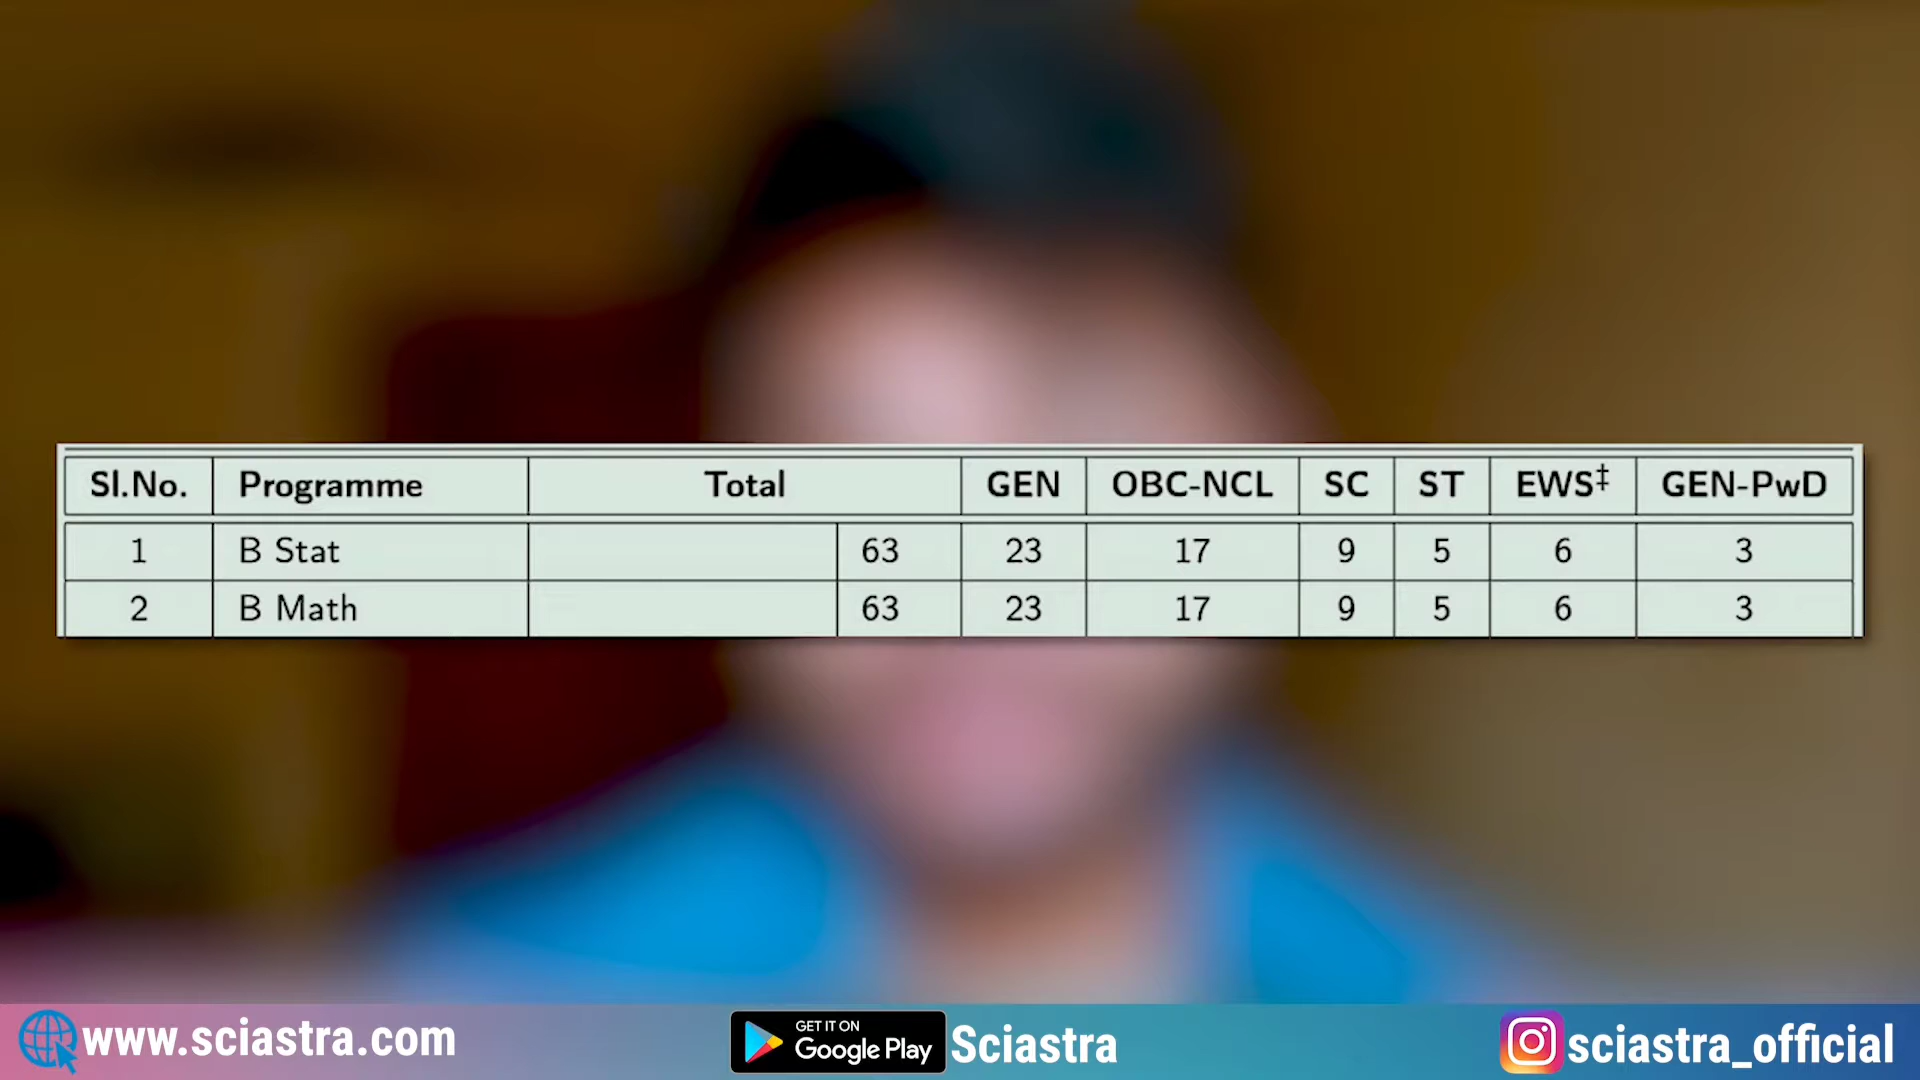 Sl.No. Programme Total GEN OBC-NCL SC ST EWS‡ GEN-PwD
1 B Stat 63 23 17 9 5 6 3
2 B Math 63 23 17 9 5 6 3
www.sciastra.com GET IT ON Google Play Sciastra sciastra_official